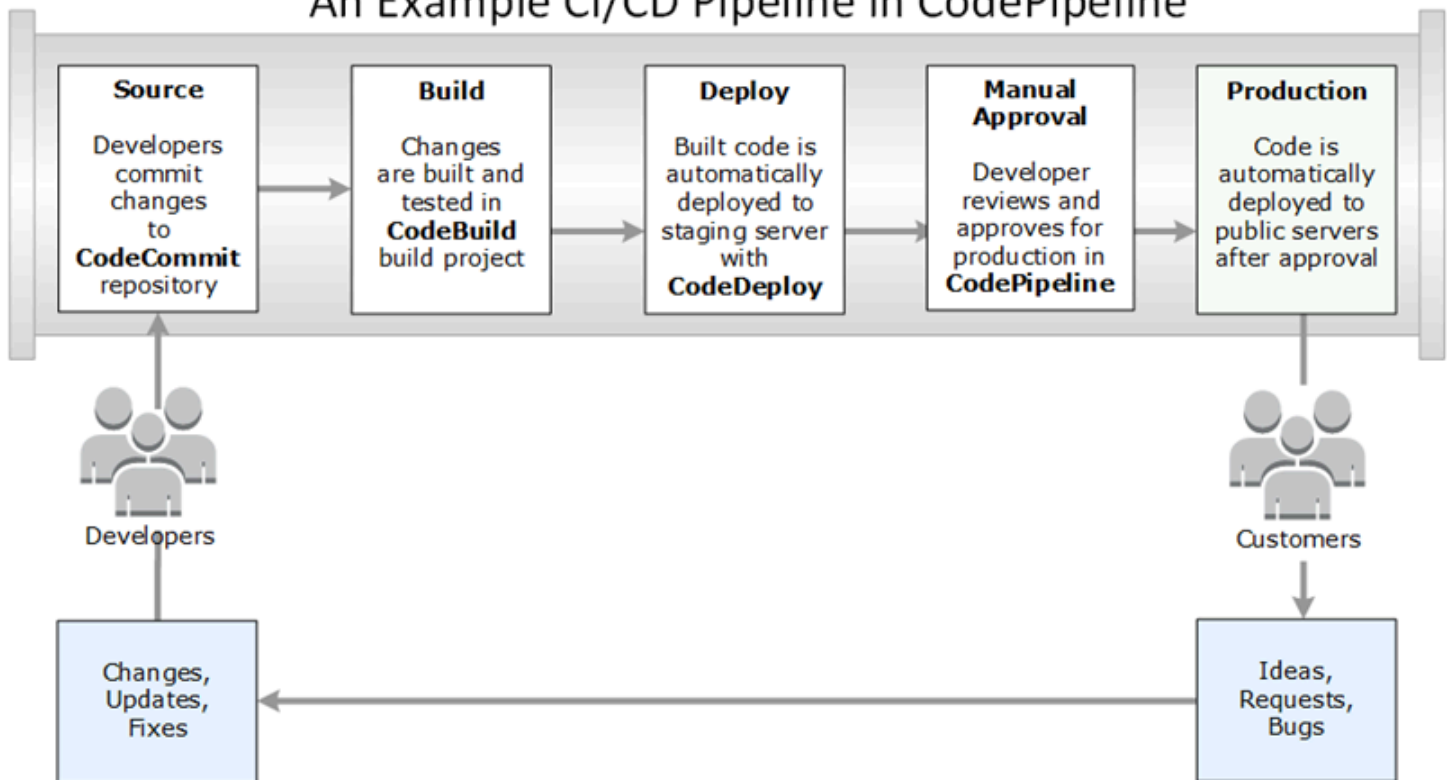 An Example CI/CD Pipeline in CodePipeline
Source
Developers
commit
changes
to
CodeCommit
repository
Build
Changes
are built and
tested in
CodeBuild
build project
Deploy
Built code is
automatically
deployed to
staging server
with
CodeDeploy
Manual
Approval
Developer
reviews and
approves for
production in
CodePipeline
Production
Code is
automatically
deployed to
public servers
after approval
Developers
Customers
Changes,
Updates,
Fixes
Ideas,
Requests,
Bugs